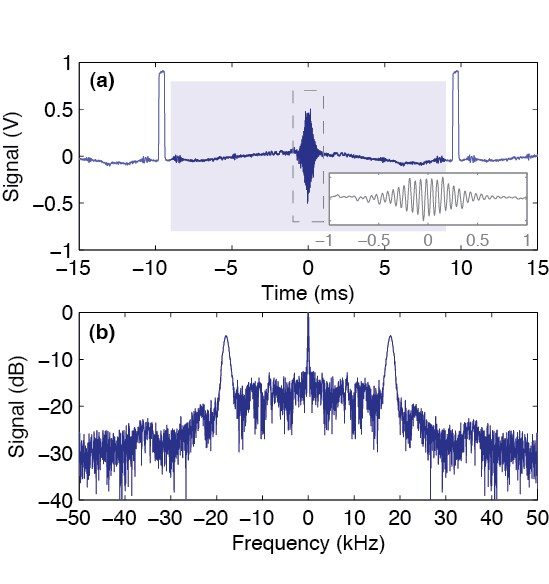 (a)
Signal (V)
1
0.5
0
−0.5
−1
−1 −0.5 0 0.5 1
−15 −10 −5 0 5 10 15
Time (ms)
(b)
Signal (dB)
0
−10
−20
−30
−40
−50 −40 −30 −20 −10 0 10 20 30 40 50
Frequency (kHz)